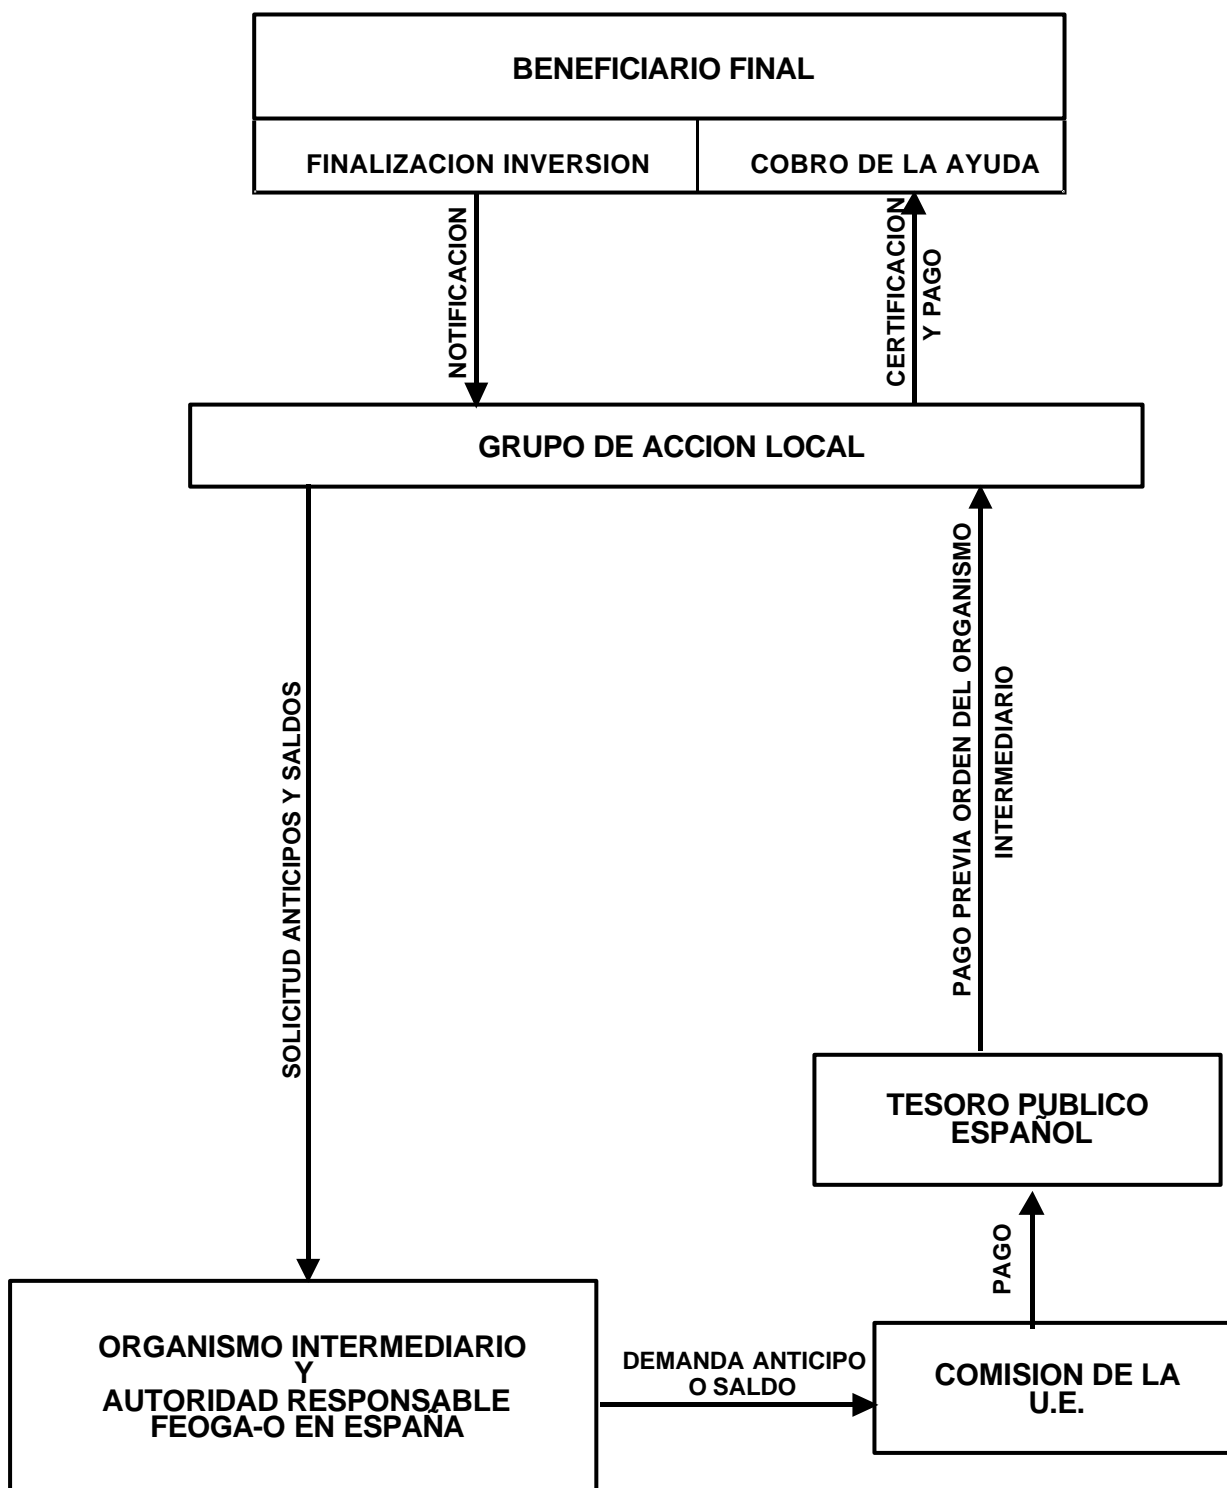 BENEFICIARIO FINAL
FINALIZACION INVERSION
COBRO DE LA AYUDA
NOTIFICACION
CERTIFICACION
Y PAGO
GRUPO DE ACCION LOCAL
SOLICITUD ANTICIPOS Y SALDOS
PAGO PREVIA ORDEN DEL ORGANISMO
INTERMEDIARIO
TESORO PUBLICO
ESPAÑOL
PAGO
ORGANISMO INTERMEDIARIO
Y
AUTORIDAD RESPONSABLE
FEOGA-O EN ESPAÑA
DEMANDA ANTICIPO
O SALDO
COMISION DE LA
U.E.